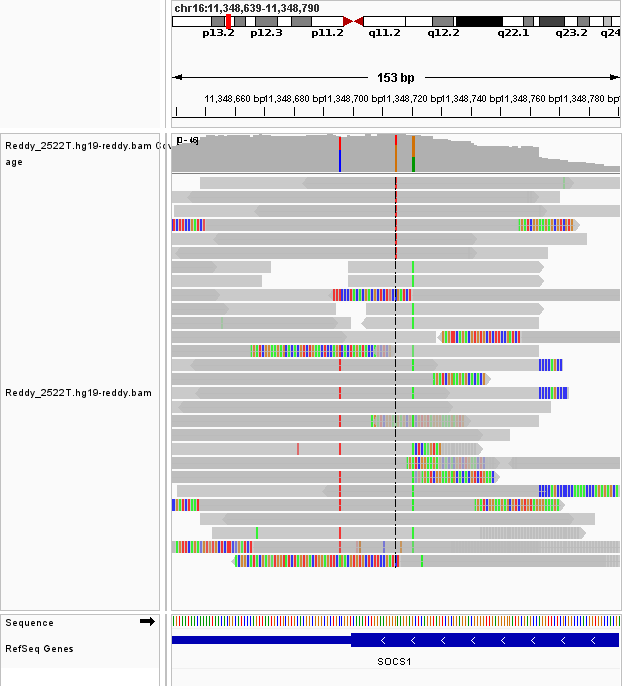 chr16:11,348,639-11,348,790
p13.2 p12.3 p11.2 q11.2 q12.2 q22.1 q23.2 q24
153 bp
11,348,660 bp 11,348,680 bp 11,348,700 bp 11,348,720 bp 11,348,740 bp 11,348,760 bp 11,348,780 bp
Reddy_2522T.hg19-reddy.bam Cov
age
Reddy_2522T.hg19-reddy.bam
Sequence
RefSeq Genes
SOCS1